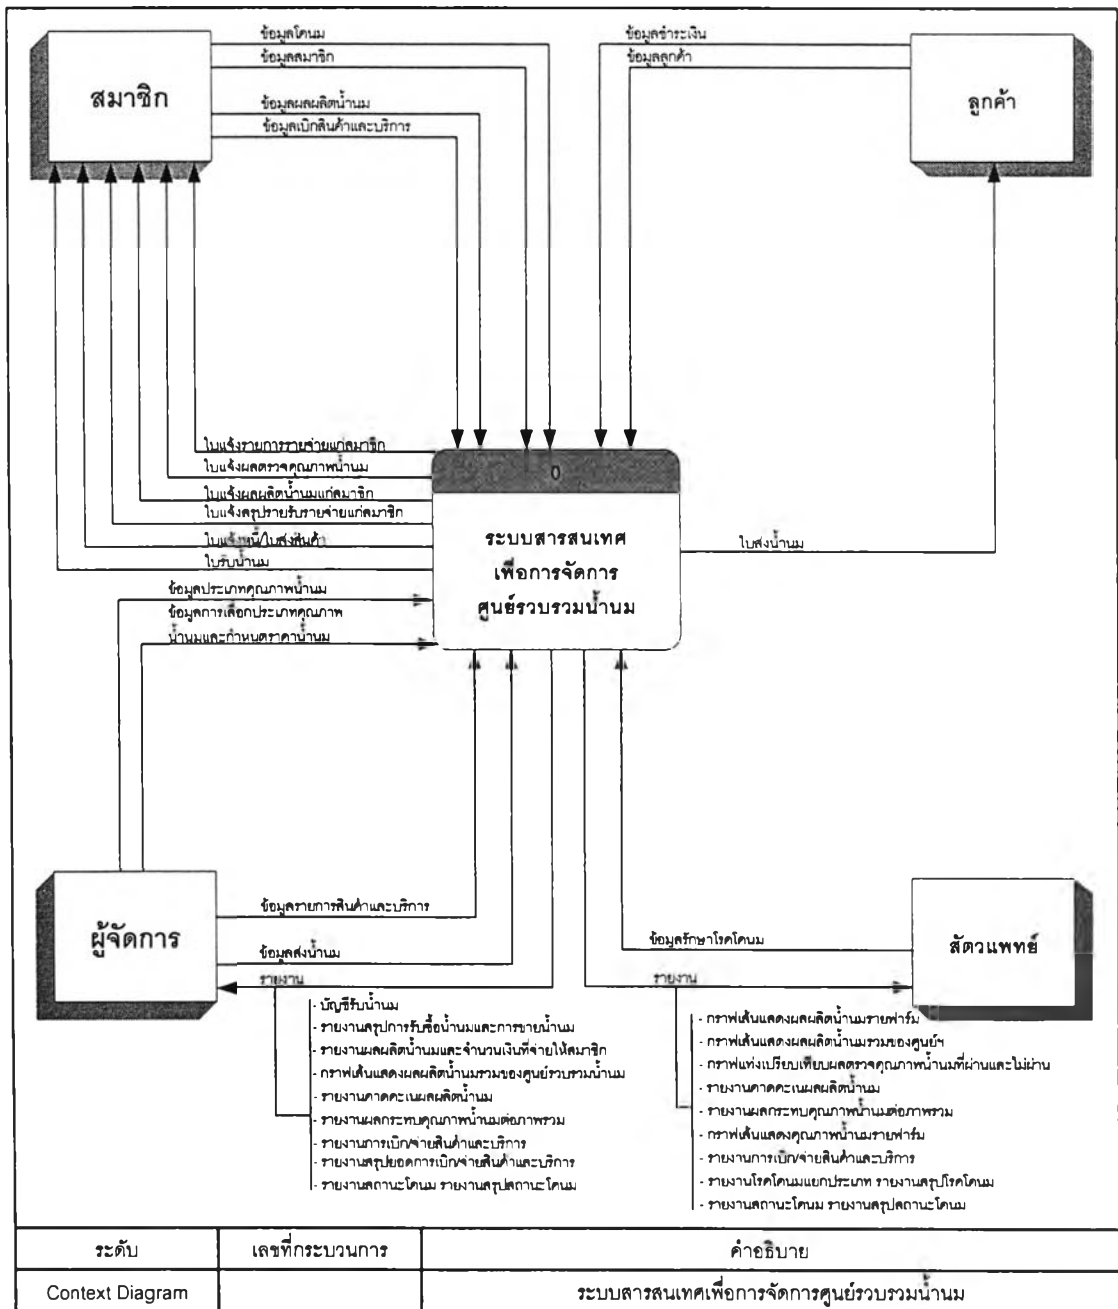 ข้อมูลโคนม
ข้อมูลสมาชิก
ข้อมูลผลผลิตน้ำนม
ข้อมูลเบิกสินค้าและบริการ
สมาชิก
ข้อมูลชำระเงิน
ข้อมูลลูกค้า
ลูกค้า
ใบแจ้งรายการรายจ่ายแก่สมาชิก
ใบแจ้งผลตรวจคุณภาพน้ำนม
ใบแจ้งผลผลิตน้ำนมแก่สมาชิก
ใบแจ้งสรุปรายรับรายจ่ายแก่สมาชิก
ใบแจ้งหนี้/ใบส่งสินค้า
ใบรับน้ำนม
0
ระบบสารสนเทศ
เพื่อการจัดการ
ศูนย์รวบรวมน้ำนม
ใบส่งน้ำนม
ข้อมูลประเภทคุณภาพน้ำนม
ข้อมูลการเลือกประเภทคุณภาพ
น้ำนมและกำหนดราคาน้ำนม
ผู้จัดการ
ข้อมูลรายการสินค้าและบริการ
ข้อมูลส่งน้ำนม
รายงาน
- บัญชีรับน้ำนม
- รายงานสรุปการรับซื้อน้ำนมและการขายน้ำนม
- รายงานผลผลิตน้ำนมและจำนวนเงินที่จ่ายให้สมาชิก
- กราฟเส้นแสดงผลผลิตน้ำนมรวมของศูนย์รวบรวมน้ำนม
- รายงานคาดคะเนผลผลิตน้ำนม
- รายงานผลกระทบคุณภาพน้ำนมต่อภาพรวม
- รายงานการเบิก/จ่ายสินค้าและบริการ
- รายงานสรุปยอดการเบิก/จ่ายสินค้าและบริการ
- รายงานสถานะโคนม รายงานสรุปสถานะโคนม
ข้อมูลรักษาโรคโคนม
สัตวแพทย์
รายงาน
- กราฟเส้นแสดงผลผลิตน้ำนมรายฟาร์ม
- กราฟเส้นแสดงผลผลิตน้ำนมรวมของศูนย์ฯ
- กราฟแท่งเปรียบเทียบผลตรวจคุณภาพน้ำนมที่ผ่านและไม่ผ่าน
- รายงานคาดคะเนผลผลิตน้ำนม
- รายงานผลกระทบคุณภาพน้ำนมต่อภาพรวม
- กราฟเส้นแสดงคุณภาพน้ำนมรายฟาร์ม
- รายงานการเบิก/จ่ายสินค้าและบริการ
- รายงานโรคโคนมแยกประเภท รายงานสรุปโรคโคนม
- รายงานสถานะโคนม รายงานสรุปสถานะโคนม
ระดับ เลขที่กระบวนการ คำอธิบาย
Context Diagram ระบบสารสนเทศเพื่อการจัดการศูนย์รวบรวมน้ำนม